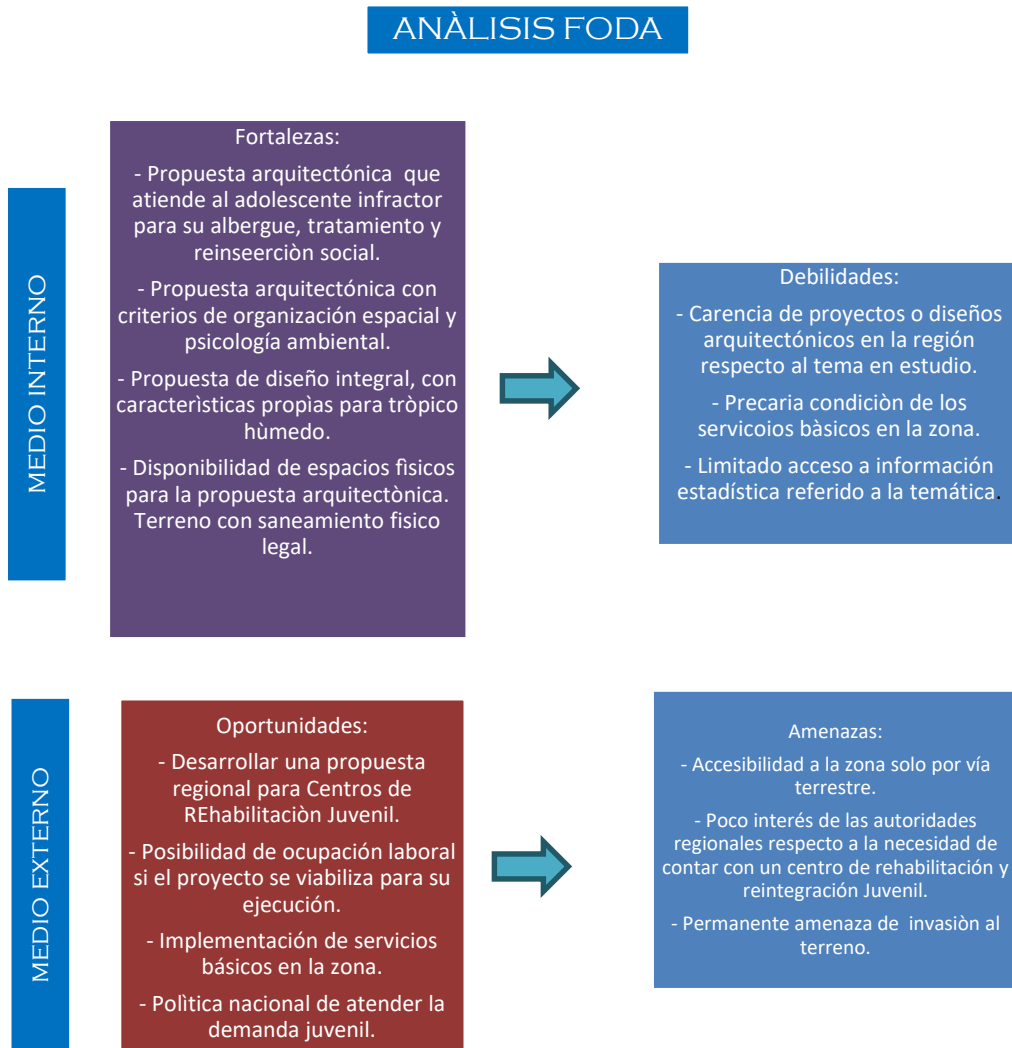 ANÀLISIS FODA
MEDIO INTERNO
Fortalezas:
- Propuesta arquitectónica que
atiende al adolescente infractor
para su albergue, tratamiento y
reinseerciòn social.
- Propuesta arquitectónica con
criterios de organización espacial y
psicología ambiental.
- Propuesta de diseño integral, con
caracterìsticas propìas para tròpico
hùmedo.
- Disponibilidad de espacios fìsicos
para la propuesta arquitectònica.
Terreno con saneamiento fisico
legal.
Debilidades:
- Carencia de proyectos o diseños
arquitectónicos en la región
respecto al tema en estudio.
- Precaria condiciòn de los
servicoios bàsicos en la zona.
- Limitado acceso a información
estadística referido a la temática.
MEDIO EXTERNO
Oportunidades:
- Desarrollar una propuesta
regional para Centros de
REhabilitaciòn Juvenil.
- Posibilidad de ocupación laboral
si el proyecto se viabiliza para su
ejecución.
- Implementación de servicios
básicos en la zona.
- Polìtica nacional de atender la
demanda juvenil.
Amenazas:
- Accesibilidad a la zona solo por vía
terrestre.
- Poco interés de las autoridades
regionales respecto a la necesidad de
contar con un centro de rehabilitación y
reintegración Juvenil.
- Permanente amenaza de invasiòn al
terreno.